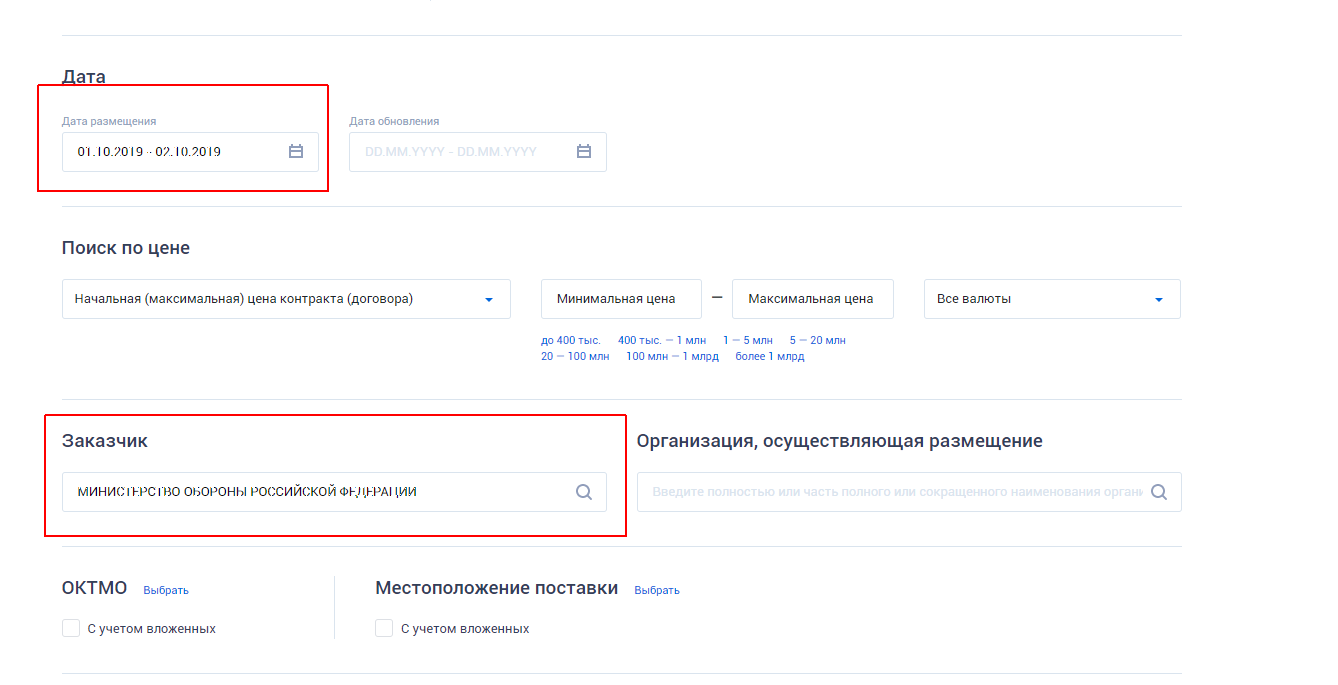 Дата
Дата размещения
Дата обновления
01.10.2019 - 02.10.2019
DD.MM.YYYY - DD.MM.YYYY
Поиск по цене
Начальная (максимальная) цена контракта (договора)
Минимальная цена
—
Максимальная цена
Все валюты
до 400 тыс. 400 тыс. — 1 млн 1 — 5 млн 5 — 20 млн
20 — 100 млн 100 млн — 1 млрд более 1 млрд
Заказчик
МИНИСТЕРСТВО ОБОРОНЫ РОССИЙСКОЙ ФЕДЕРАЦИИ
Организация, осуществляющая размещение
Введите полностью или часть полного или сокращенного наименования орган
ОКТМО Выбрать
С учетом вложенных
Местоположение поставки Выбрать
С учетом вложенных